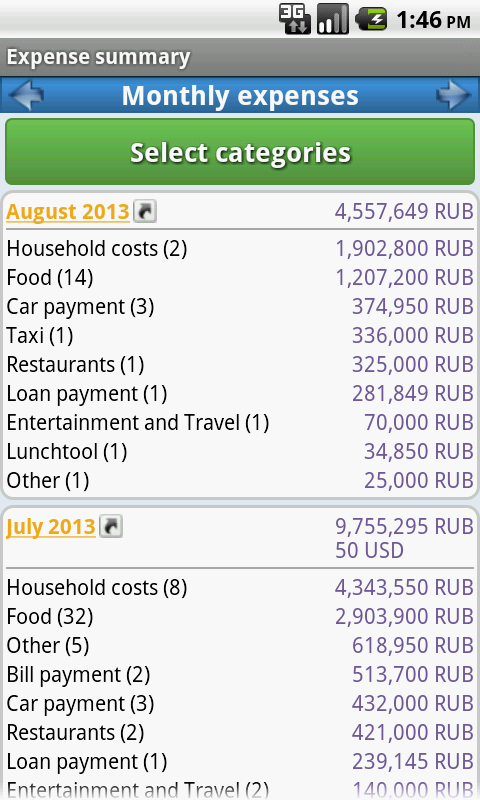 3G 1:46 PM
Expense summary
Monthly expenses
Select categories
August 2013 4,557,649 RUB
Household costs (2) 1,902,800 RUB
Food (14) 1,207,200 RUB
Car payment (3) 374,950 RUB
Taxi (1) 336,000 RUB
Restaurants (1) 325,000 RUB
Loan payment (1) 281,849 RUB
Entertainment and Travel (1) 70,000 RUB
Lunchtool (1) 34,850 RUB
Other (1) 25,000 RUB
July 2013 9,755,295 RUB
50 USD
Household costs (8) 4,343,550 RUB
Food (32) 2,903,900 RUB
Other (5) 618,950 RUB
Bill payment (2) 513,700 RUB
Car payment (3) 432,000 RUB
Restaurants (2) 421,000 RUB
Loan payment (1) 239,145 RUB
Entertainment and Travel (2) 140,000 RUB